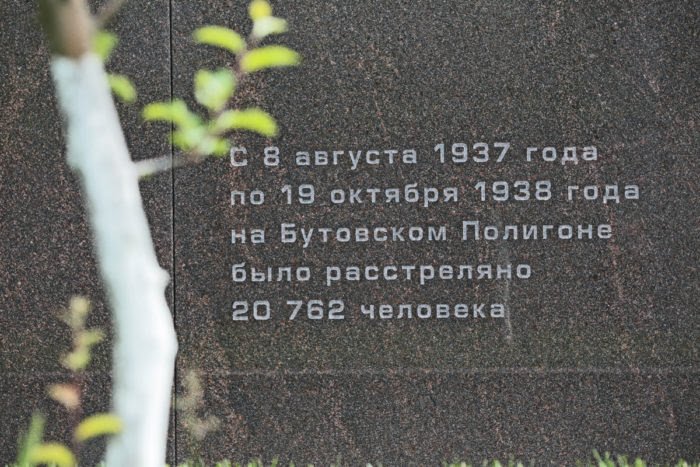 С 8 августа 1937 года
по 19 октября 1938 года
на Бутовском Полигоне
было расстреляно
20 762 человека